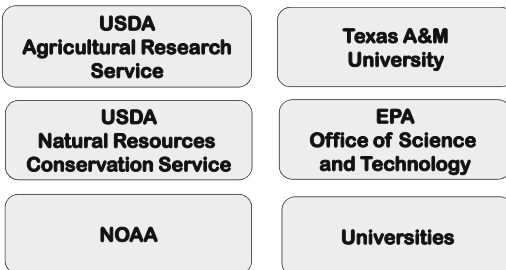 USDA
Agricultural Research
Service
Texas A&M
University
USDA
Natural Resources
Conservation Service
EPA
Office of Science
and Technology
NOAA
Universities